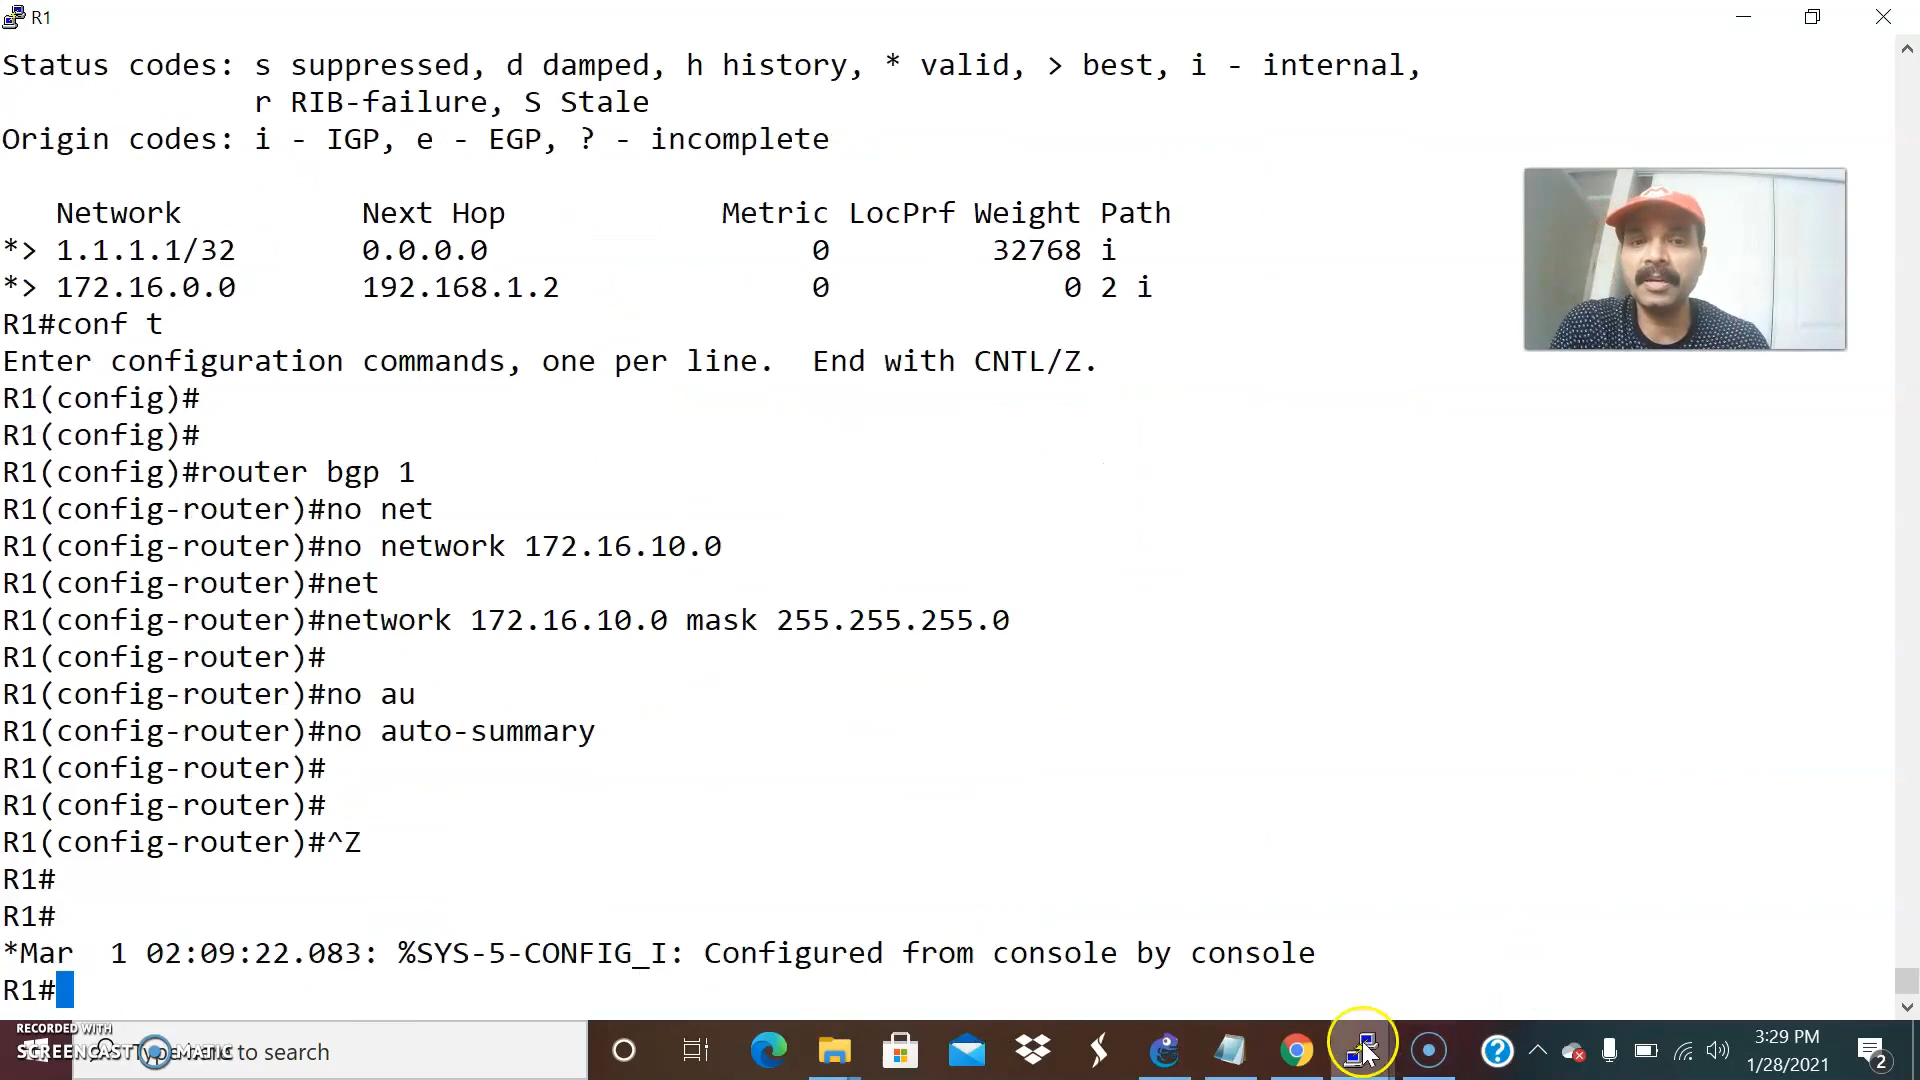 R1
Status codes: s suppressed, d damped, h history, * valid, > best, i - internal,
r RIB-failure, S Stale
Origin codes: i - IGP, e - EGP, ? - incomplete
Network Next Hop Metric LocPrf Weight Path
*> 1.1.1.1/32 0.0.0.0 0 32768 i
*> 172.16.0.0 192.168.1.2 0 0 2 i
R1#conf t
Enter configuration commands, one per line. End with CNTL/Z.
R1(config)#
R1(config)#
R1(config)#router bgp 1
R1(config-router)#no net
R1(config-router)#no network 172.16.10.0
R1(config-router)#net
R1(config-router)#network 172.16.10.0 mask 255.255.255.0
R1(config-router)#
R1(config-router)#no au
R1(config-router)#no auto-summary
R1(config-router)#
R1(config-router)#
R1(config-router)#^Z
R1#
R1#
*Mar 1 02:09:22.083: %SYS-5-CONFIG_I: Configured from console by console
R1#
RECORDED WITH
SCREENCAST MATIC
to search
3:29 PM
1/28/2021
2